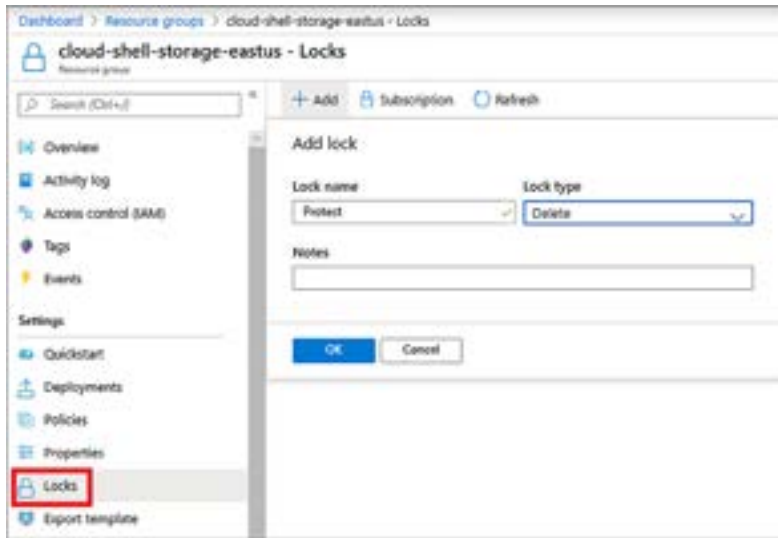 Dashboard > Resource groups > cloud-shell-storage-eastus - Locks
cloud-shell-storage-eastus - Locks
Resource group
Search (Ctrl+/)
Add
Subscription
Refresh
Overview
Activity log
Access control (IAM)
Tags
Events
Settings
Quickstart
Deployments
Policies
Properties
Locks
Export template
Add lock
Lock name
Lock type
Protect
Delete
Notes
OK
Cancel